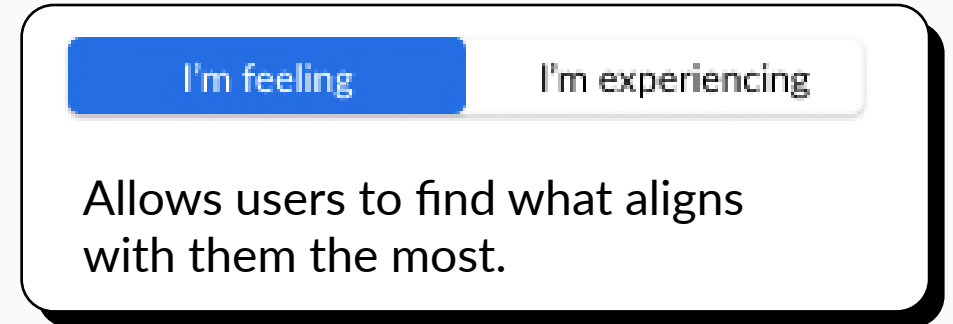 I'm feeling
I'm experiencing
Allows users to find what aligns
with them the most.